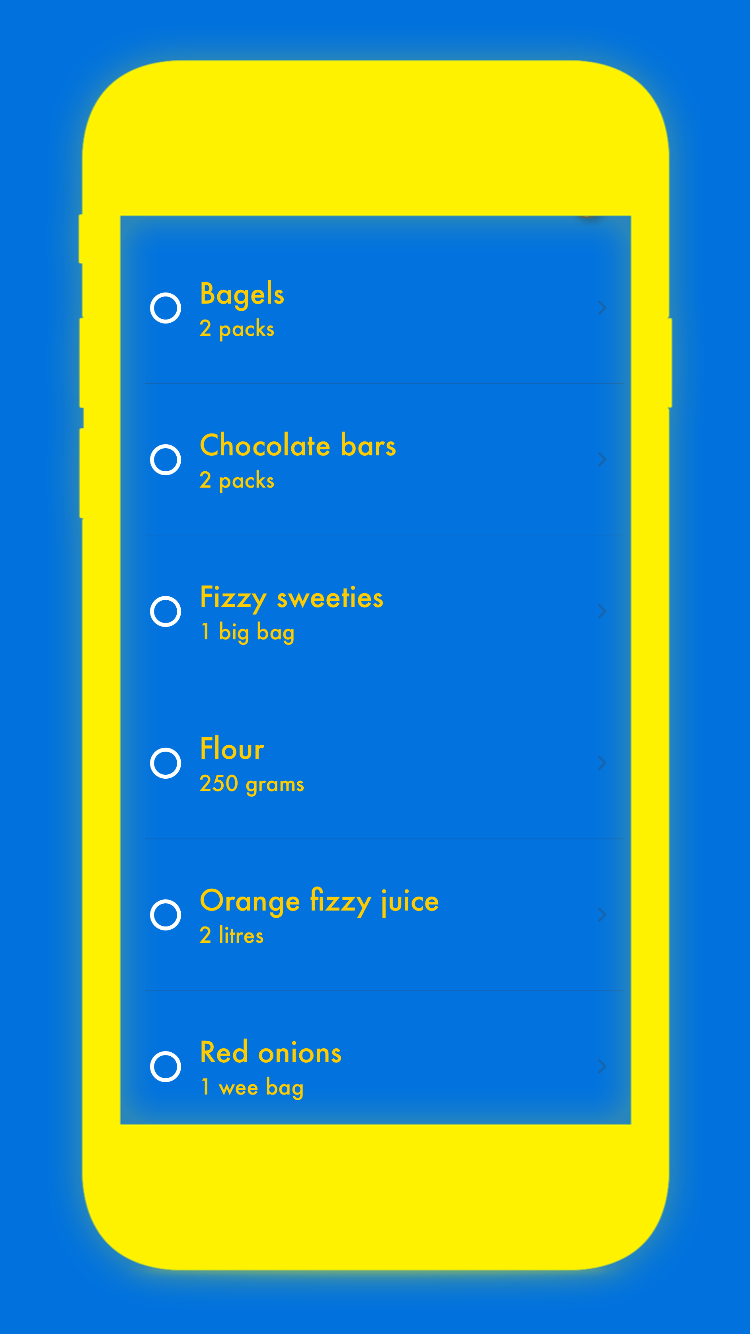 Bagels
2 packs
Chocolate bars
2 packs
Fizzy sweeties
1 big bag
Flour
250 grams
Orange fizzy juice
2 litres
Red onions
1 wee bag